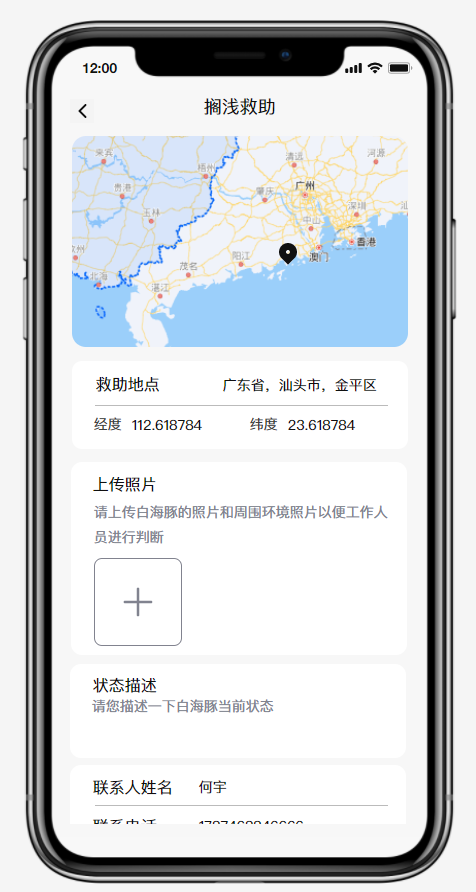 12:00
搁浅救助
来宾
梧州
清远
河源
广州
肇庆
贵港
深圳
汕
玉林
中山
香港
钦州
阳江
澳门
茂名
北海
湛江
救助地点 广东省，汕头市，金平区
经度 112.618784 纬度 23.618784
上传照片
请上传白海豚的照片和周围环境照片以便工作人
员进行判断
状态描述
请您描述一下白海豚当前状态
联系人姓名 何宇
联系电话